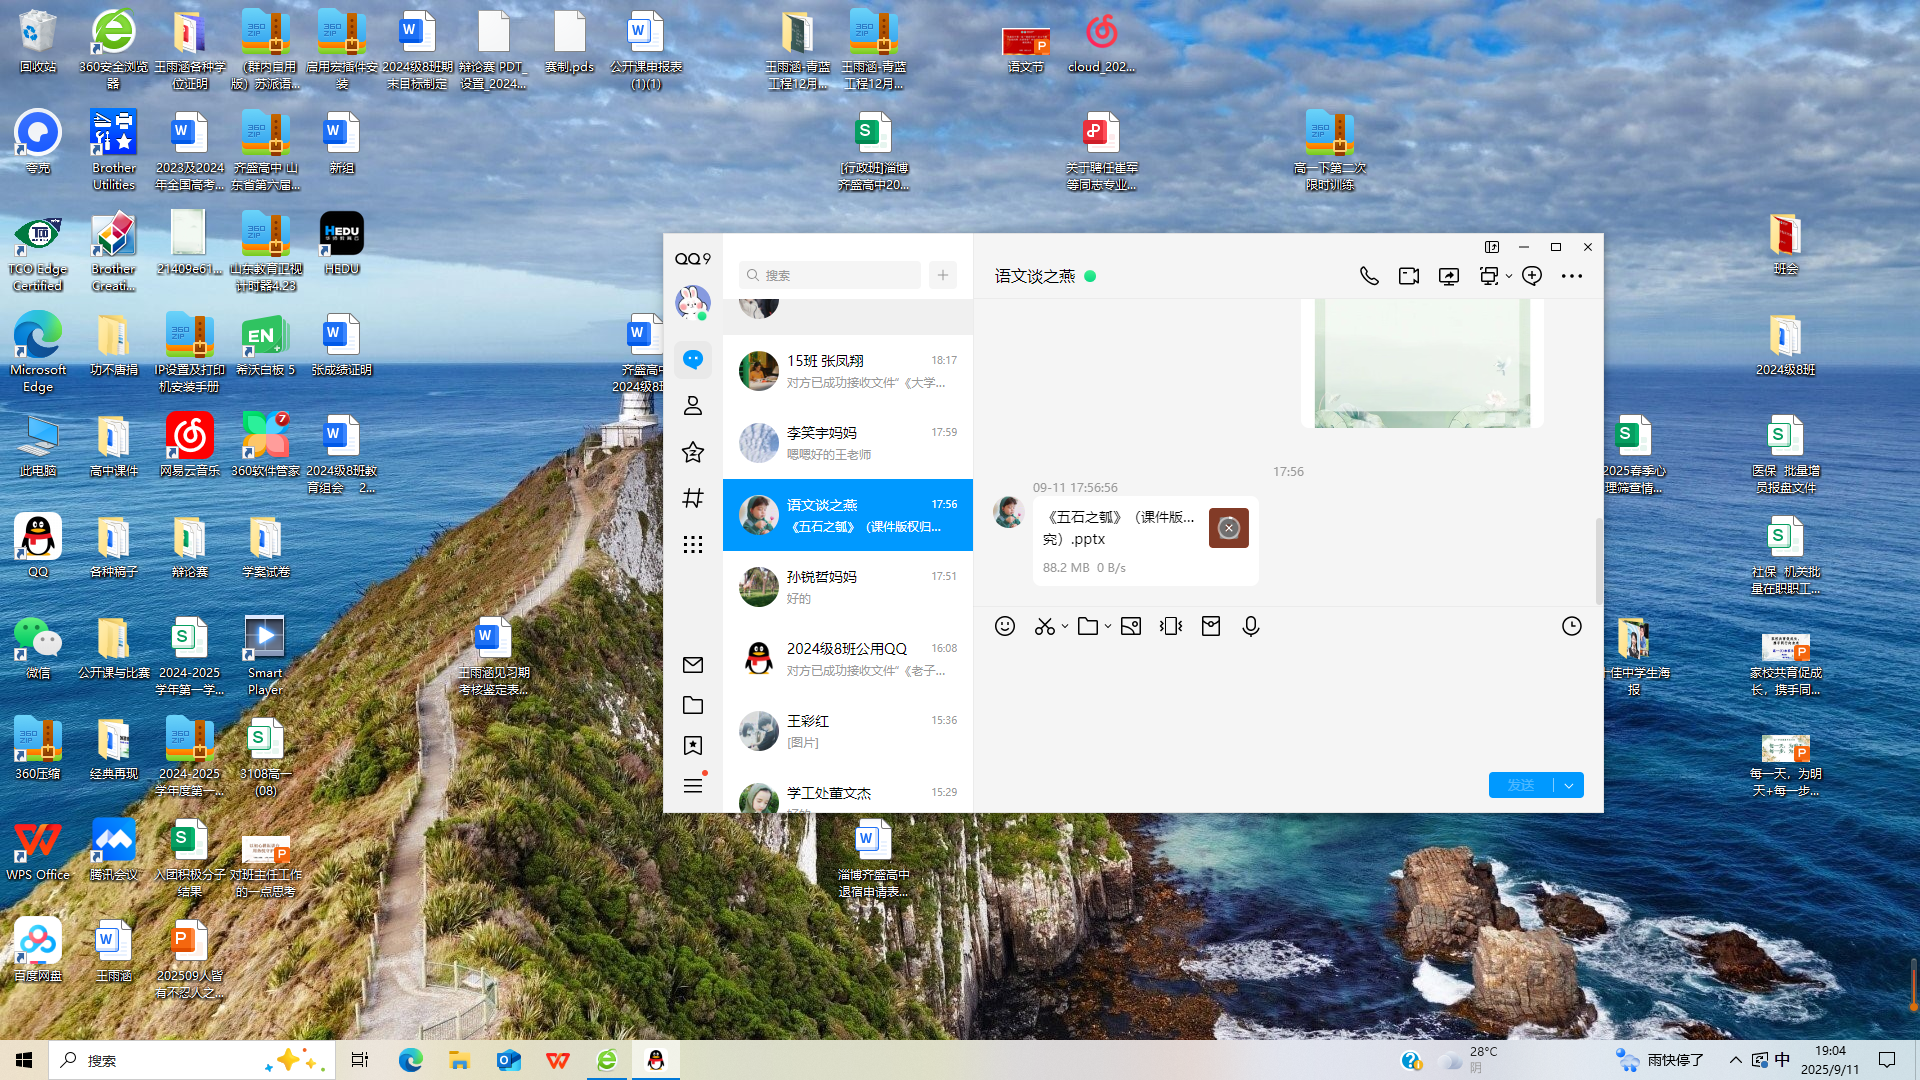 回收站
360安全浏览
器
王雨涵各种学
位证明
(群内自用
版) 苏派语...
启用宏插件安
装
2024级8班期
末目标制定
辩论赛 PDT_
设置_2024...
赛制.pds
公开课申报表
(1)(1)
王雨涵-青蓝
工程12月...
王雨涵-青蓝
工程12月...
语文节
cloud_202...
夸克
Brother
Utilities
2023及2024
年全国高考...
齐盛高中 山
东省第六届...
新组
[行政班]淄博
齐盛高中20...
关于聘任崔军
等同志专业...
高一下第二次
限时训练
TCO Edge
Certified
Brother
Creati...
21409e61...
山东教育卫视
计时器4.23
HEDU
班会
Microsoft
Edge
功不唐捐
IP设置及打印
机安装手册
希沃白板 5
张成绩证明
齐盛高中
2024级8班
2024级8班
此电脑
高中课件
网易云音乐
360软件管家
2024级8班教
育组会 2...
2025春季心
理筛查情...
医保_批量增
员报盘文件
QQ
各种稿子
辩论赛
学案试卷
社保_机关批
量在职职工...
微信
公开课与比赛
2024-2025
学年第一学...
Smart
Player
王雨涵见习期
考核鉴定表...
十佳中学生海
报
家校共育促成
长，携手同...
360压缩
经典再现
2024-2025
学年度第一...
3108高一
(08)
每一天，为明
天+每一步...
WPS Office
腾讯会议
入团积极分子
结果
对班主任工作
的一点思考
淄博齐盛高中
退宿申请表...
百度网盘
王雨涵
202509人皆
有不忍人之...
QQ9
搜索
15班 张凤翔
18:17
对方已成功接收文件“《大学...
李笑宇妈妈
17:59
嗯嗯好的王老师
语文谈之燕
17:56
《五石之瓠》（课件版权归...
孙锐哲妈妈
17:51
好的
2024级8班公用QQ
16:08
对方已成功接收文件“《老子...
王彩红
15:36
[图片]
学工处董文杰
15:29
语文谈之燕
17:56
09-11 17:56:56
《五石之瓠》（课件版...
究）.pptx
88.2 MB 0 B/s
发送
搜索
28°C
阴
雨快停了
中
19:04
2025/9/11